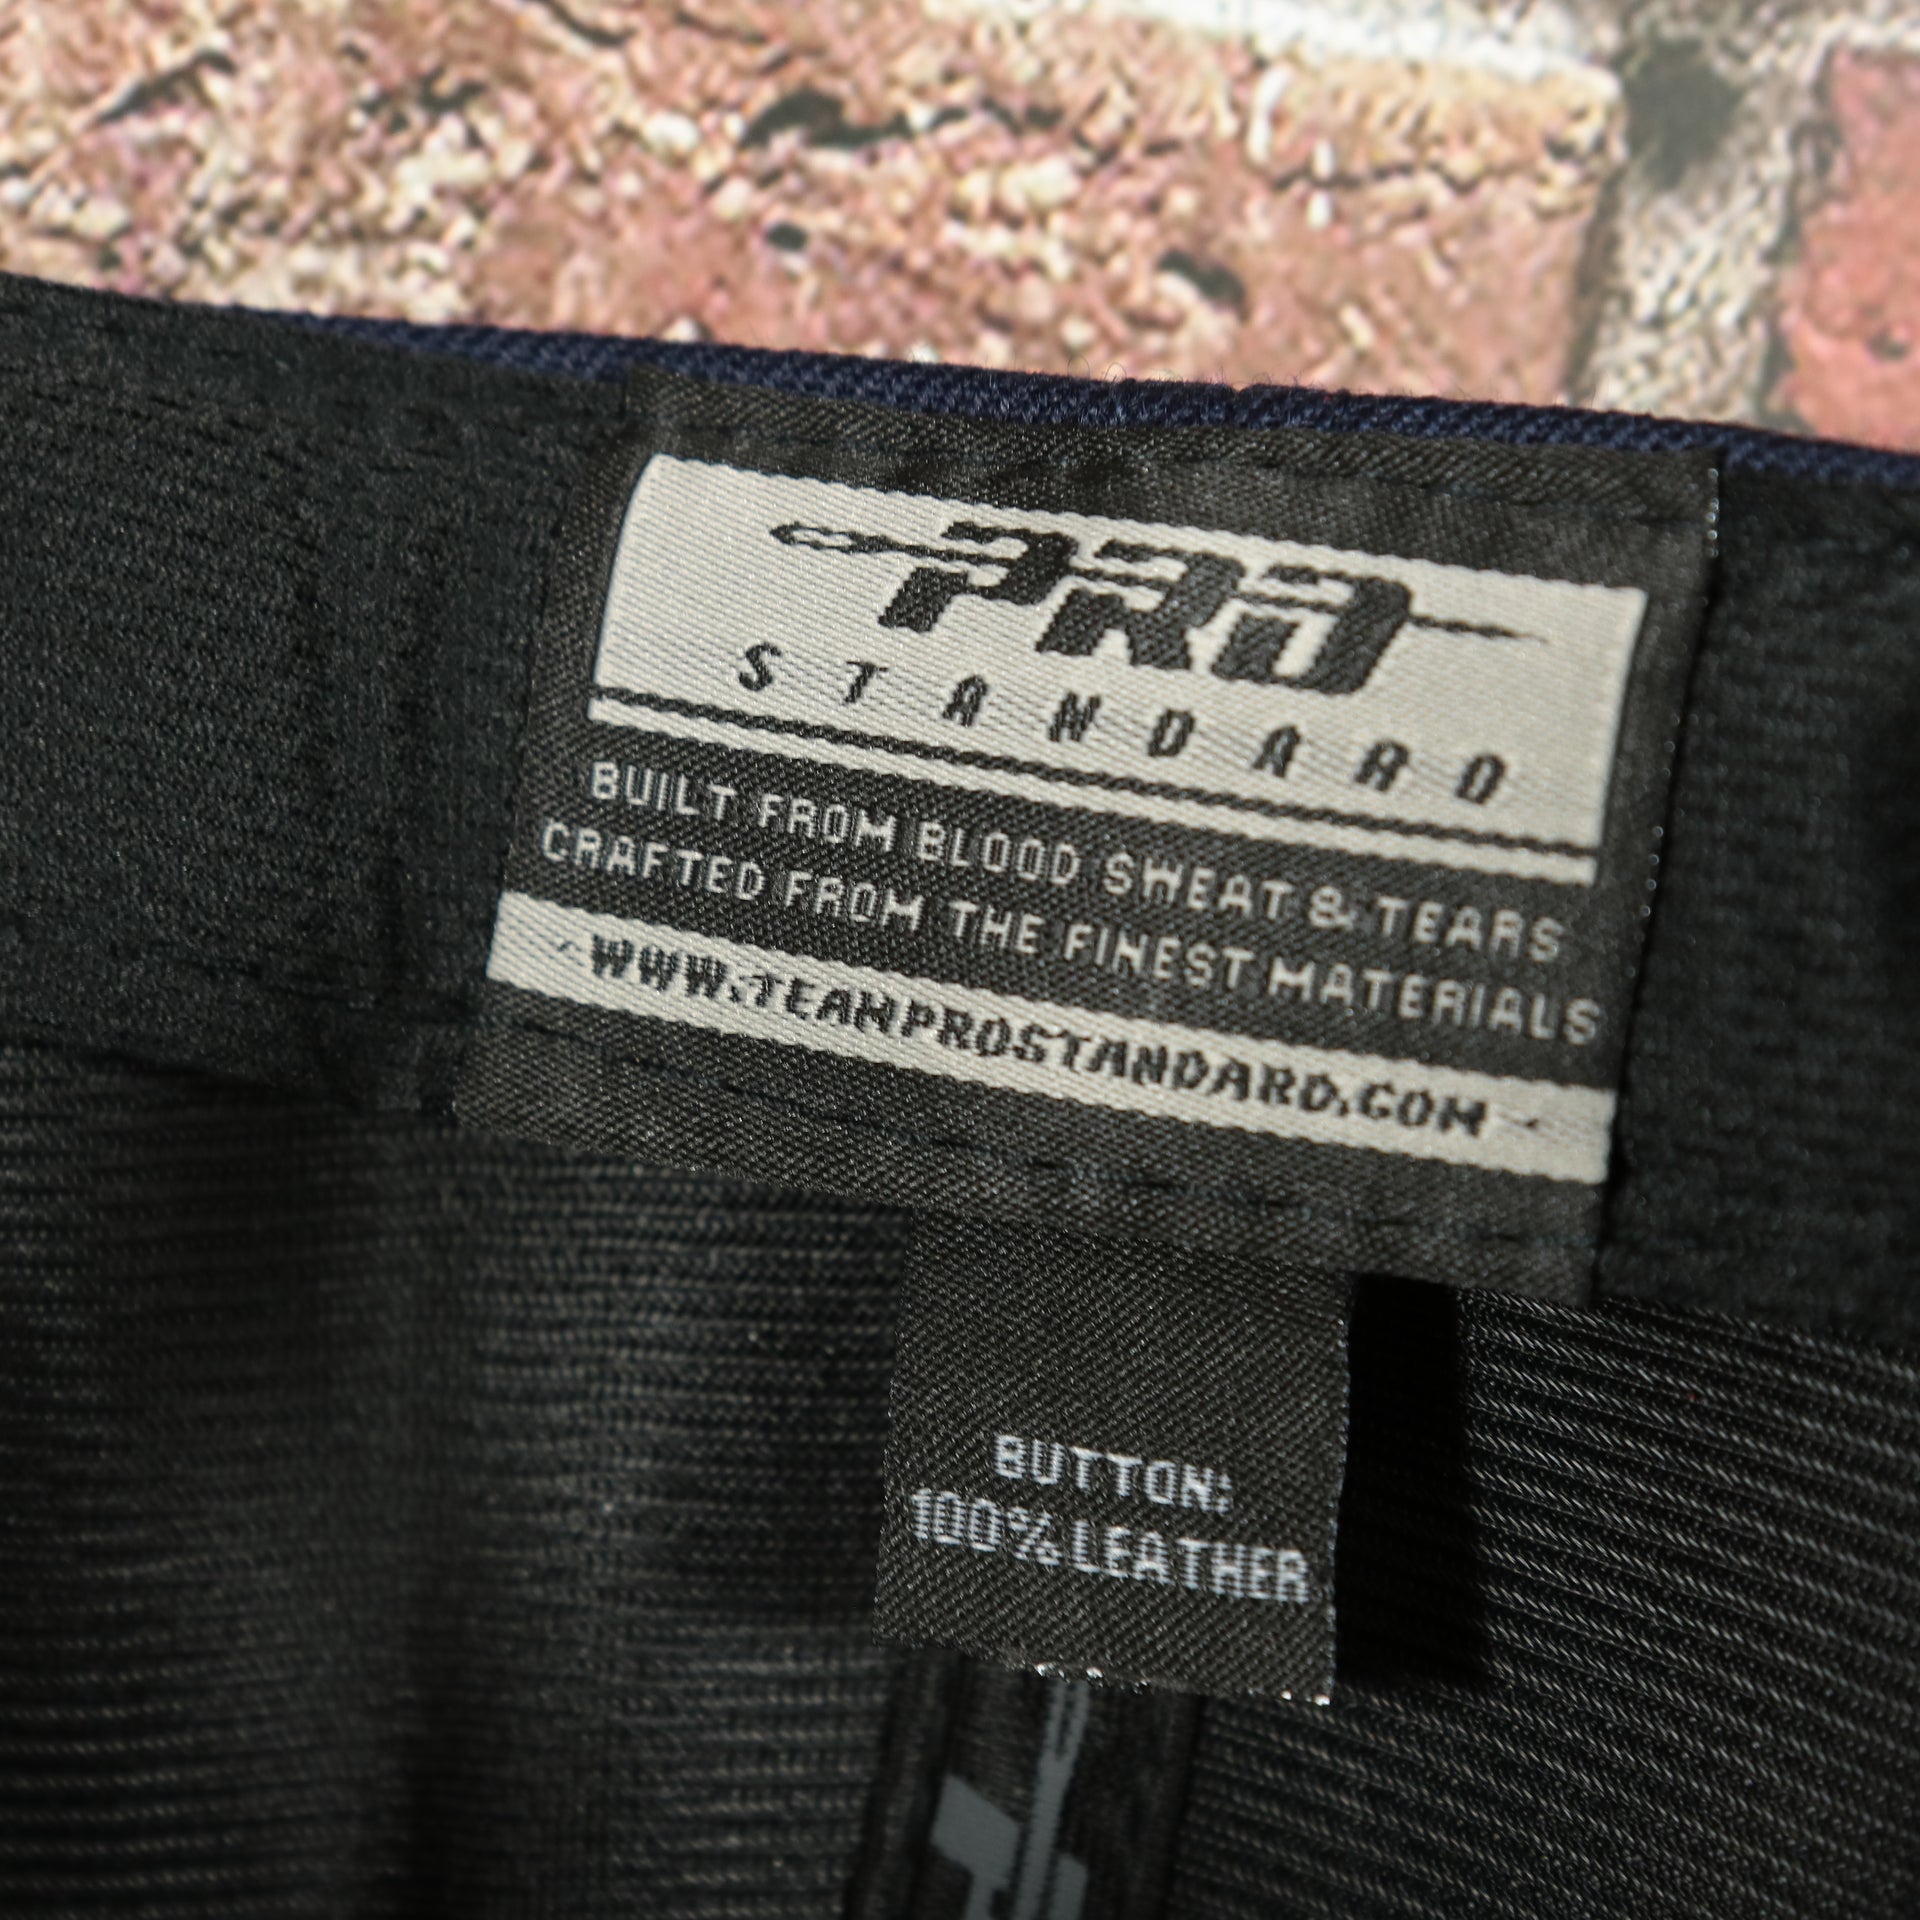 PRO
STANDARD
BUILT FROM BLOOD SWEAT & TEARS
CRAFTED FROM THE FINEST MATERIALS
WWW.TEAMPROSTANDARD.COM
BUTTON:
100% LEATHER